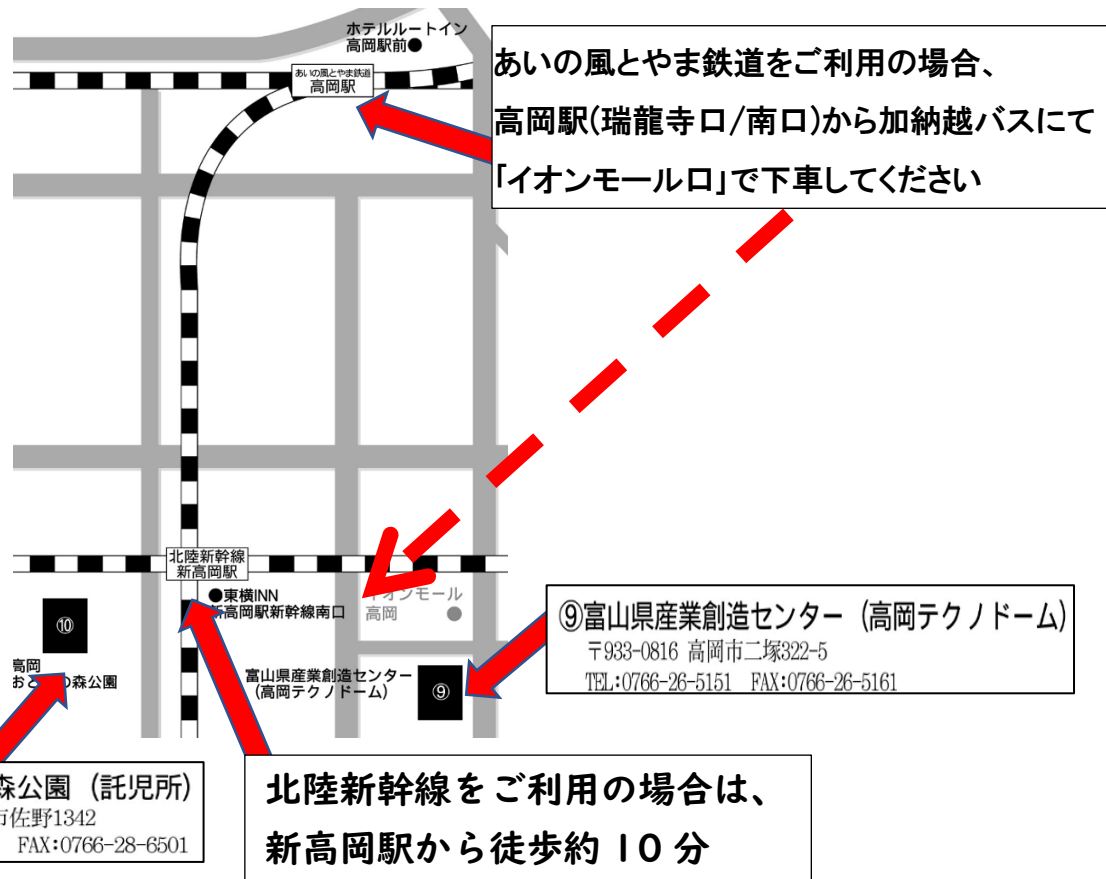 ホテルルートイン
高岡駅前●
あいの風とやま鉄道
高岡駅
あいの風とやま鉄道をご利用の場合、
高岡駅(瑞龍寺口/南口)から加納越バスにて
「イオンモール口」で下車してください
北陸新幹線
新高岡駅
●東横INN
新高岡駅新幹線南口
イオンモール
高岡 ●
⑩
高岡
おと の森公園
富山県産業創造センター
(高岡テクノドーム)
⑨
⑨富山県産業創造センター（高岡テクノドーム)
〒933-0816 高岡市二塚322-5
TEL:0766-26-5151 FAX:0766-26-5161
森公園（託児所)
市佐野1342
FAX:0766-28-6501
北陸新幹線をご利用の場合は、
新高岡駅から徒歩約10分